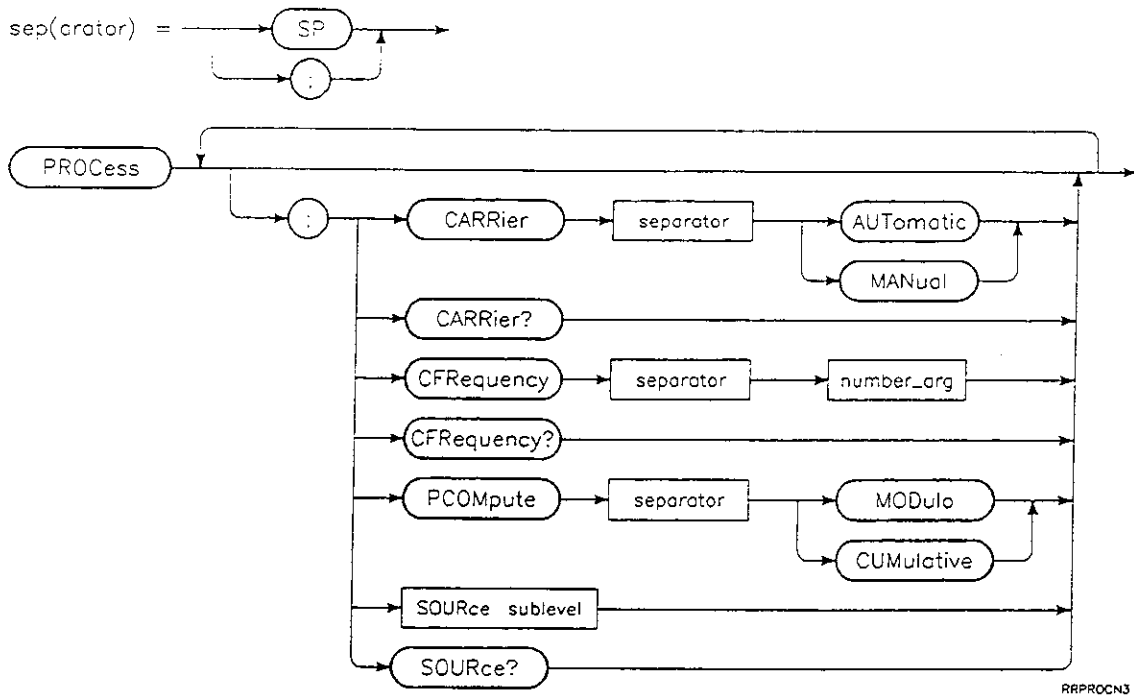 sep(arator) =
SP
;
PROCess
:
CARRier separator AUTomatic
MANual
CARRier?
CFRequency separator number_arg
CFRequency?
PCOMpute separator MODulo
CUMulative
SOURce sublevel
SOURce?
RRPROCN3